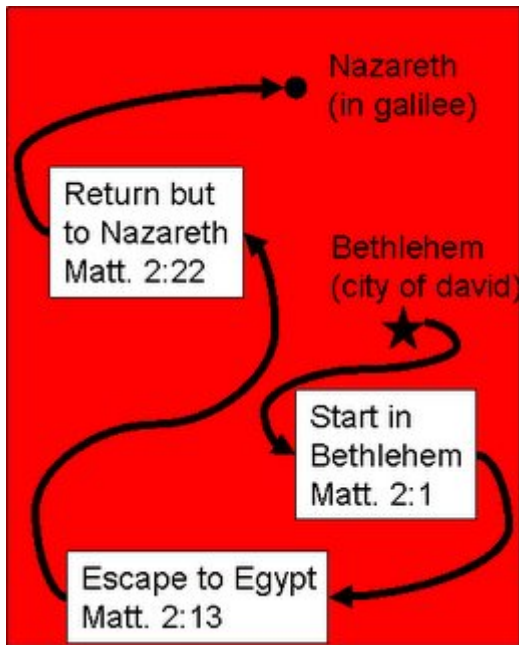 Nazareth
(in galilee)
Return but
to Nazareth
Matt. 2:22
Bethlehem
(city of david)
Start in
Bethlehem
Matt. 2:1
Escape to Egypt
Matt. 2:13